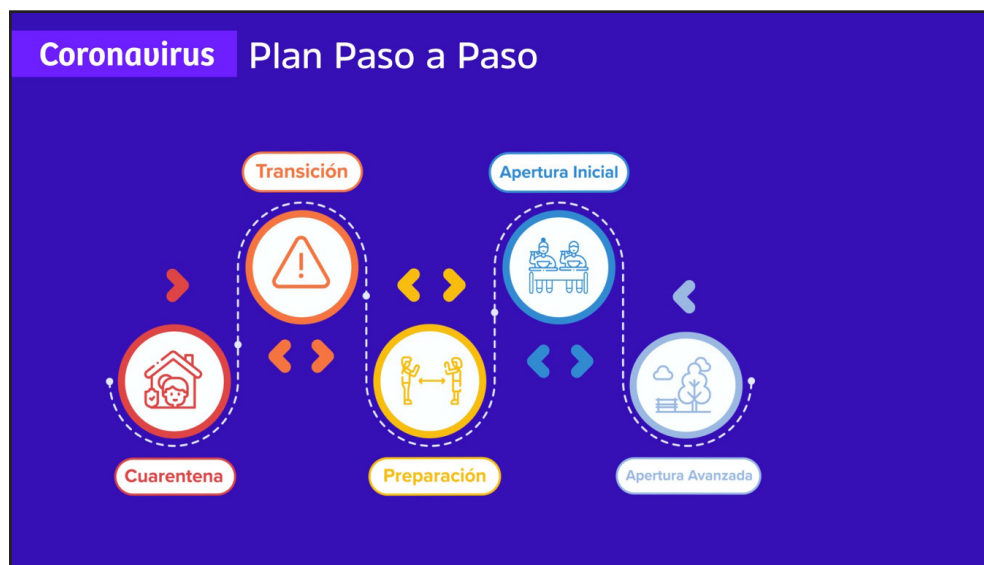 Coronavirus Plan Paso a Paso
Transición
Apertura Inicial
Cuarentena
Preparación
Apertura Avanzada